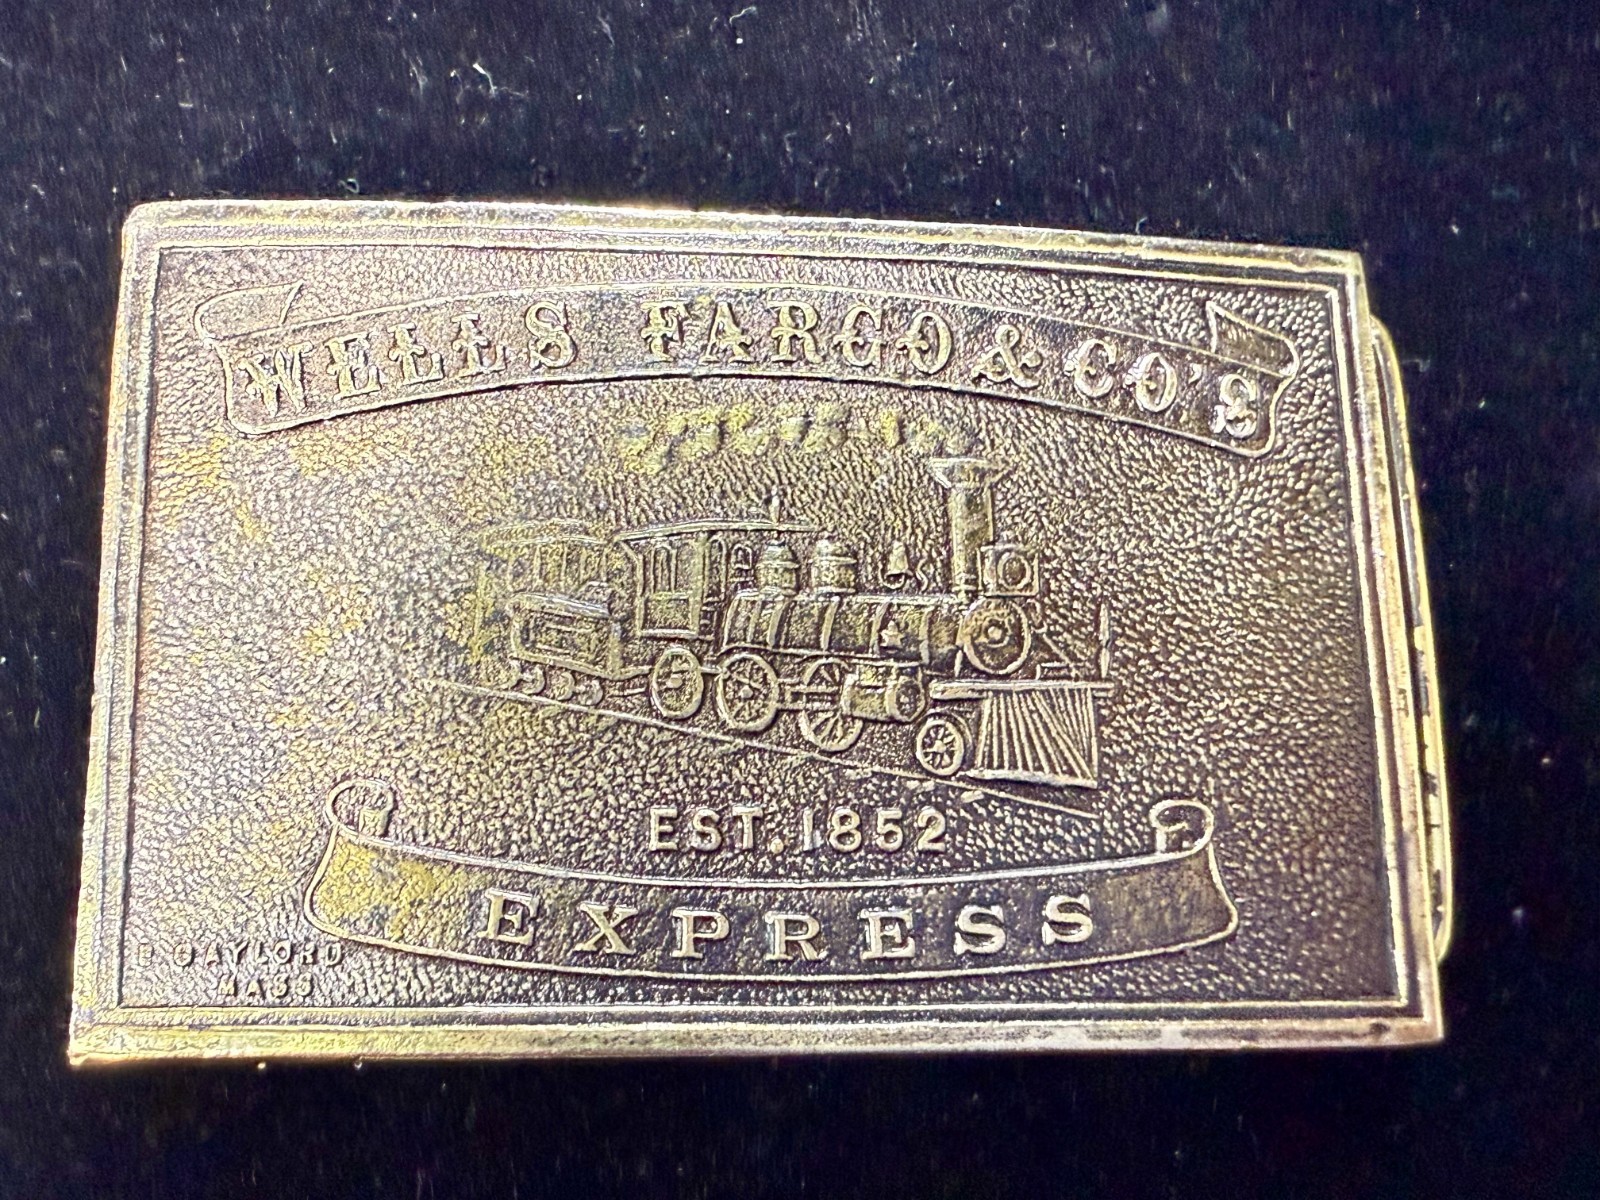 WELLS FARGO & CO'S
EST. 1852
EXPRESS
GAYLORD
MASS